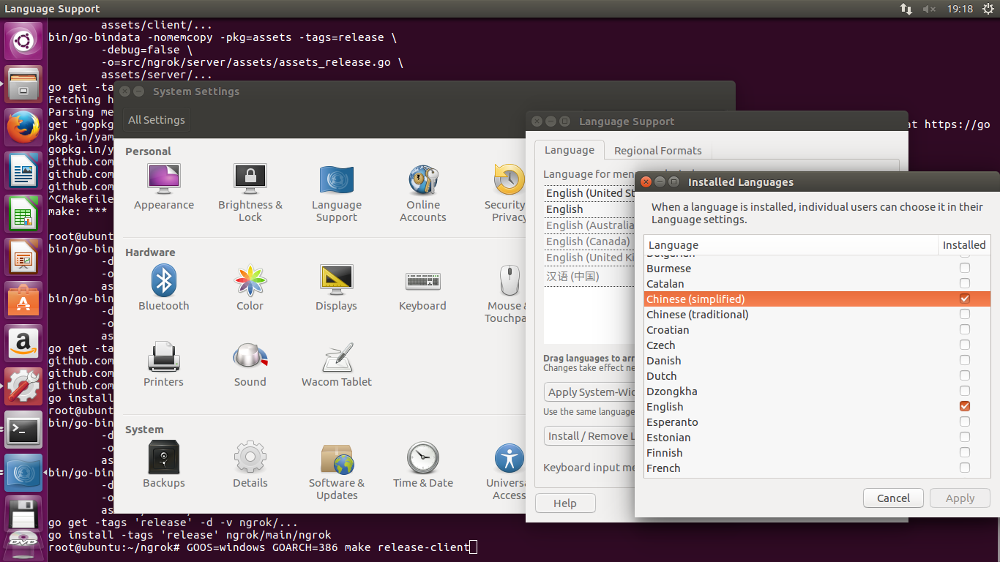 Language Support
19:18
assets/client/...
bin/go-bindata -nomemcopy -pkg=assets -tags=release \
-debug=false \
-o=src/ngrok/server/assets/assets_release.go \
assets/server/...
go get -ta
Fetching h
Parsing me
get "gopkg
at https://go
pkg.in/yam
gopkg.in/y
github.com
github.com
github.com
^CMakefile
make: ***
root@ubunt
bin/go-bin
-d
-o
as
bin/go-bin
-d
-o
as
go get -ta
github.com
github.com
github.com
go install
root@ubunt
bin/go-bin
-d
-o
as
bin/go-bin
-d
-o
as
go get -tags 'release' -d -v ngrok/...
go install -tags 'release' ngrok/main/ngrok
root@ubuntu:~/ngrok# GOOS=windows GOARCH=386 make release-client
System Settings
All Settings
Personal
Appearance
Brightness &
Lock
Language
Support
Online
Accounts
Security
Privacy
Hardware
Bluetooth
Color
Displays
Keyboard
Mouse &
Touchpa
Printers
Sound
Wacom Tablet
System
Backups
Details
Software &
Updates
Time & Date
Univers
Access
Language Support
Language
Regional Formats
Language for men
English (United St
English
English (Australia
English (Canada)
English (United Ki
汉语 (中国)
Drag languages to arr
Changes take effect ne
Apply System-Wid
Use the same language
Install / Remove L
Keyboard input me
Help
Installed Languages
When a language is installed, individual users can choose it in their
Language settings.
Language Installed
Burmese
Catalan
Chinese (simplified)
Chinese (traditional)
Croatian
Czech
Danish
Dutch
Dzongkha
English
Esperanto
Estonian
Finnish
French
Cancel
Apply